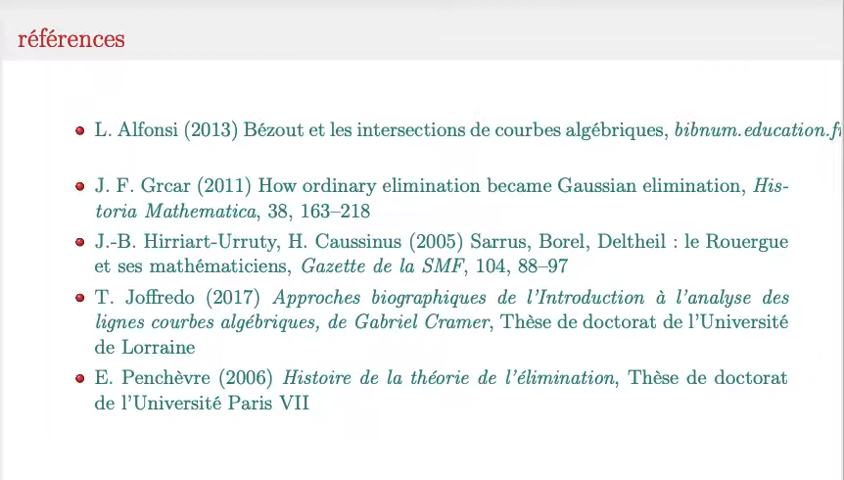 références
L. Alfonsi (2013) Bézout et les intersections de courbes algébriques, bibnum.education.fr
J. F. Grcar (2011) How ordinary elimination became Gaussian elimination, His-
toria Mathematica, 38, 163–218
J.-B. Hirriart-Urruty, H. Caussinus (2005) Sarrus, Borel, Deltheil : le Rouergue
et ses mathématiciens, Gazette de la SMF, 104, 88–97
T. Joffredo (2017) Approches biographiques de l'Introduction à l'analyse des
lignes courbes algébriques, de Gabriel Cramer, Thèse de doctorat de l'Université
de Lorraine
E. Penchèvre (2006) Histoire de la théorie de l'élimination, Thèse de doctorat
de l'Université Paris VII